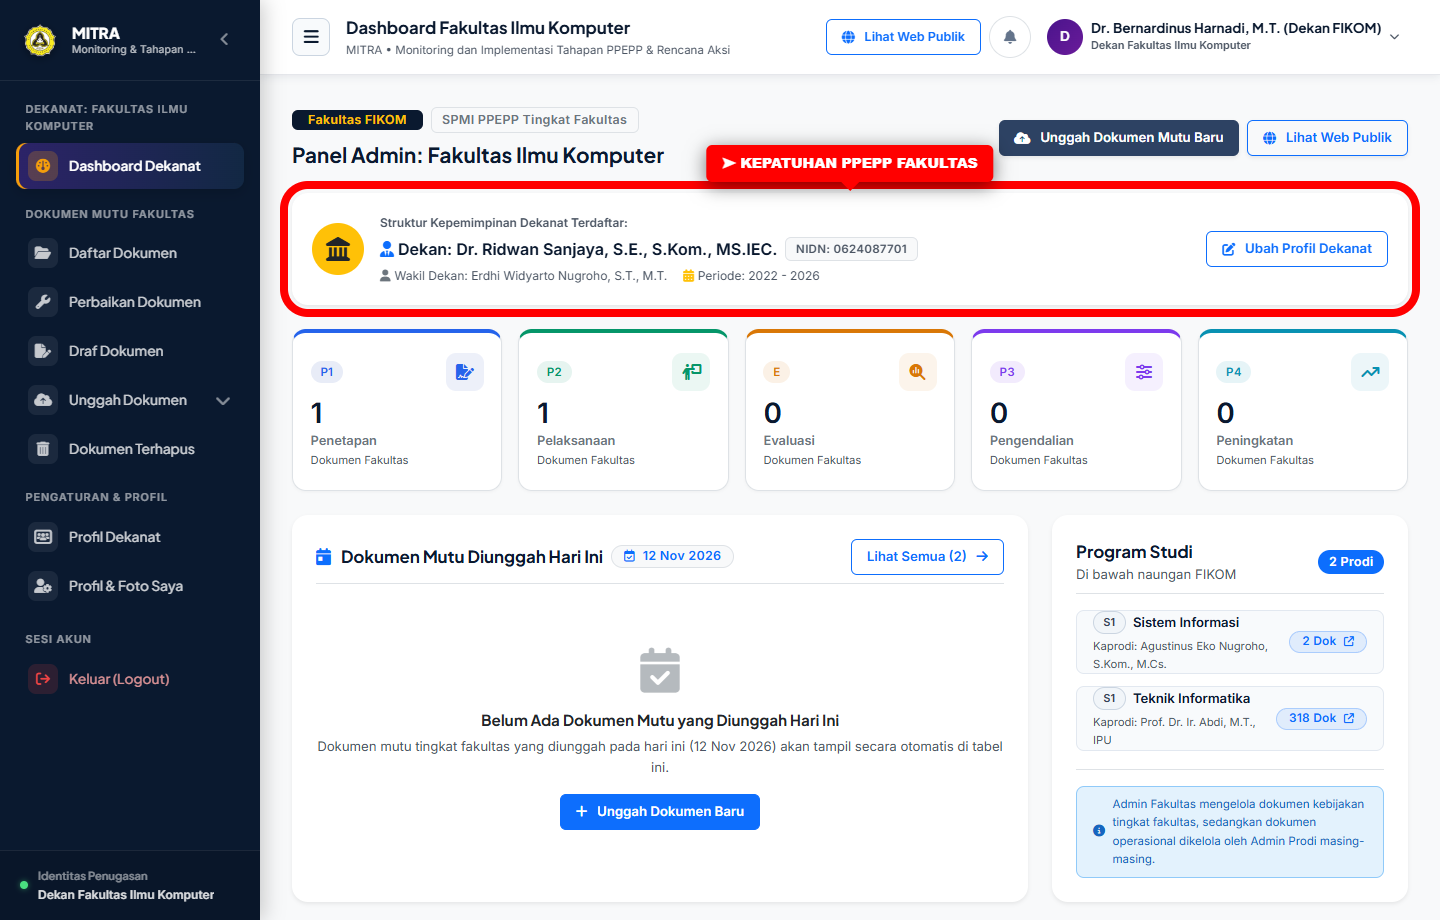 MITRA
Monitoring & Tahapan ...
DEKANAT: FAKULTAS ILMU
KOMPUTER
Dashboard Dekanat
DOKUMEN MUTU FAKULTAS
Daftar Dokumen
Perbaikan Dokumen
Draf Dokumen
Unggah Dokumen
Dokumen Terhapus
PENGATURAN & PROFIL
Profil Dekanat
Profil & Foto Saya
SESI AKUN
Keluar (Logout)
Identitas Penugasan
Dekan Fakultas Ilmu Komputer
Dashboard Fakultas Ilmu Komputer
MITRA • Monitoring dan Implementasi Tahapan PPEPP & Rencana Aksi
Lihat Web Publik
D
Dr. Bernardinus Harnadi, M.T. (Dekan FIKOM)
Dekan Fakultas Ilmu Komputer
Fakultas FIKOM
SPMI PPEPP Tingkat Fakultas
Panel Admin: Fakultas Ilmu Komputer
Unggah Dokumen Mutu Baru
Lihat Web Publik
➤ KEPATUHAN PPEPP FAKULTAS
Struktur Kepemimpinan Dekanat Terdaftar:
Dekan: Dr. Ridwan Sanjaya, S.E., S.Kom., MS.IEC.
NIDN: 0624087701
Wakil Dekan: Erdhi Widyarto Nugroho, S.T., M.T.
Periode: 2022 - 2026
Ubah Profil Dekanat
P1
1
Penetapan
Dokumen Fakultas
P2
1
Pelaksanaan
Dokumen Fakultas
E
0
Evaluasi
Dokumen Fakultas
P3
0
Pengendalian
Dokumen Fakultas
P4
0
Peningkatan
Dokumen Fakultas
Dokumen Mutu Diunggah Hari Ini
12 Nov 2026
Lihat Semua (2) →
Belum Ada Dokumen Mutu yang Diunggah Hari Ini
Dokumen mutu tingkat fakultas yang diunggah pada hari ini (12 Nov 2026) akan tampil secara otomatis di tabel
ini.
+ Unggah Dokumen Baru
Program Studi
Di bawah naungan FIKOM
2 Prodi
S1 Sistem Informasi
Kaprodi: Agustinus Eko Nugroho,
S.Kom., M.Cs.
2 Dok
S1 Teknik Informatika
Kaprodi: Prof. Dr. Ir. Abdi, M.T.,
IPU
318 Dok
Admin Fakultas mengelola dokumen kebijakan
tingkat fakultas, sedangkan dokumen
operasional dikelola oleh Admin Prodi masing-
masing.